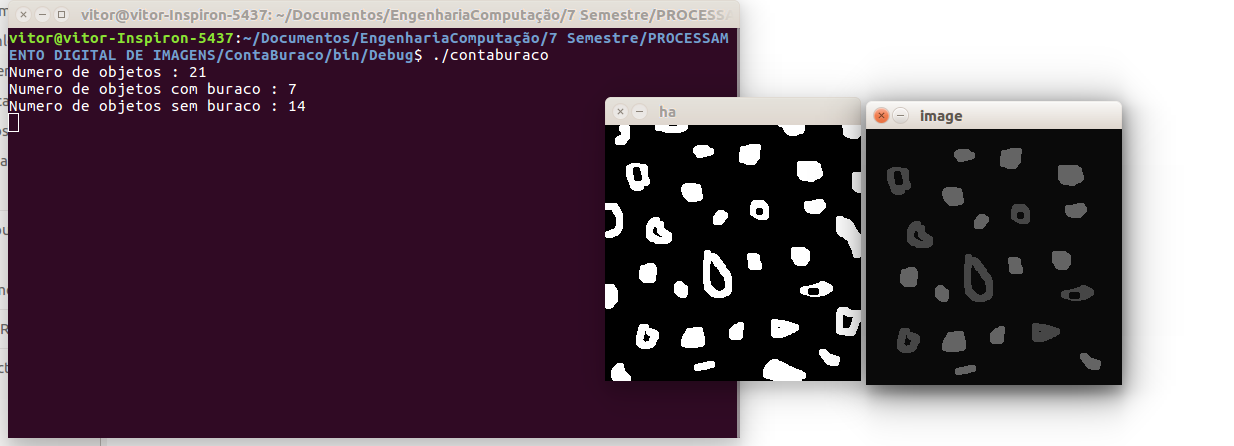 vitor@vitor-Inspiron-5437: ~/Documentos/EngenhariaComputação/7 Semestre/PROCESSA
vitor@vitor-Inspiron-5437:~/Documentos/EngenhariaComputação/7 Semestre/PROCESSAM
ENTO DIGITAL DE IMAGENS/ContaBuraco/bin/Debug$ ./contaburaco
Numero de objetos : 21
Numero de objetos com buraco : 7
Numero de objetos sem buraco : 14
ha
image